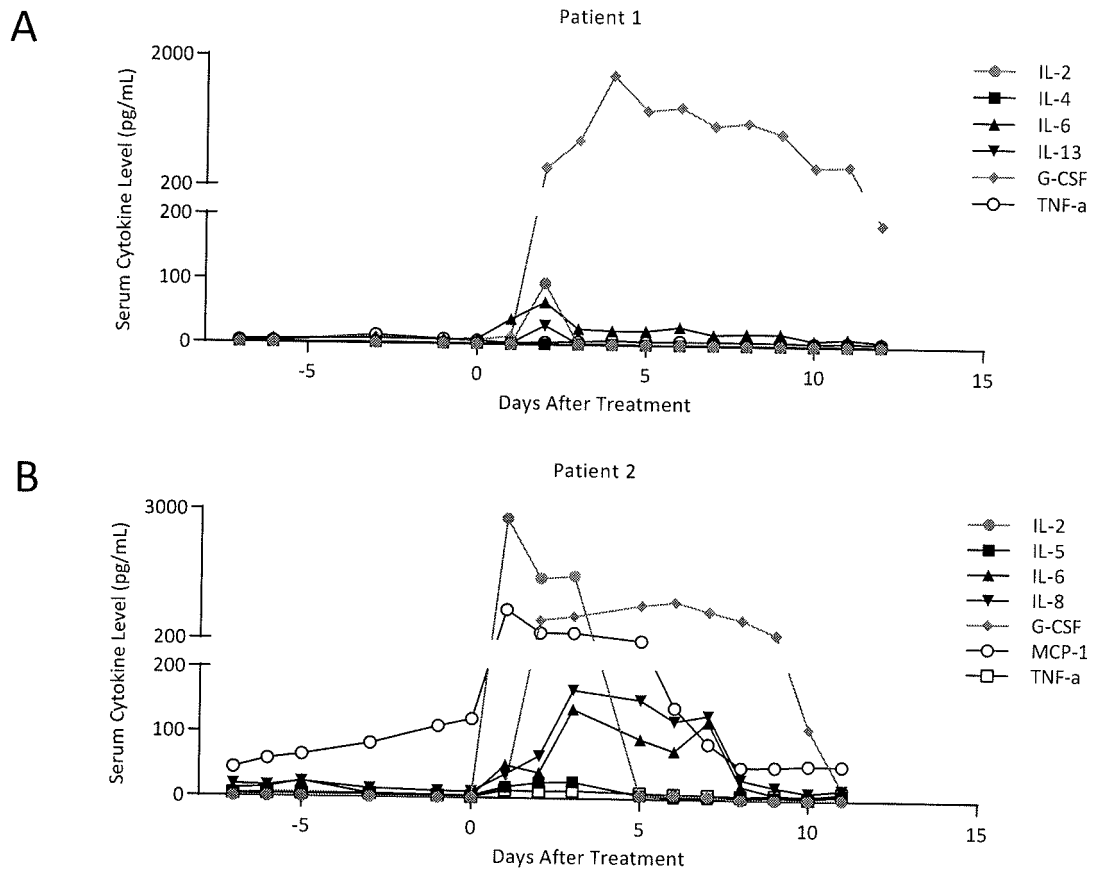 A
Patient 1
Serum Cytokine Level (pg/mL)
2000
200
200
100
0
-5
0
5
10
15
Days After Treatment
IL-2
IL-4
IL-6
IL-13
G-CSF
TNF-a
B
Patient 2
Serum Cytokine Level (pg/mL)
3000
200
200
100
0
-5
0
5
10
15
Days After Treatment
IL-2
IL-5
IL-6
IL-8
G-CSF
MCP-1
TNF-a